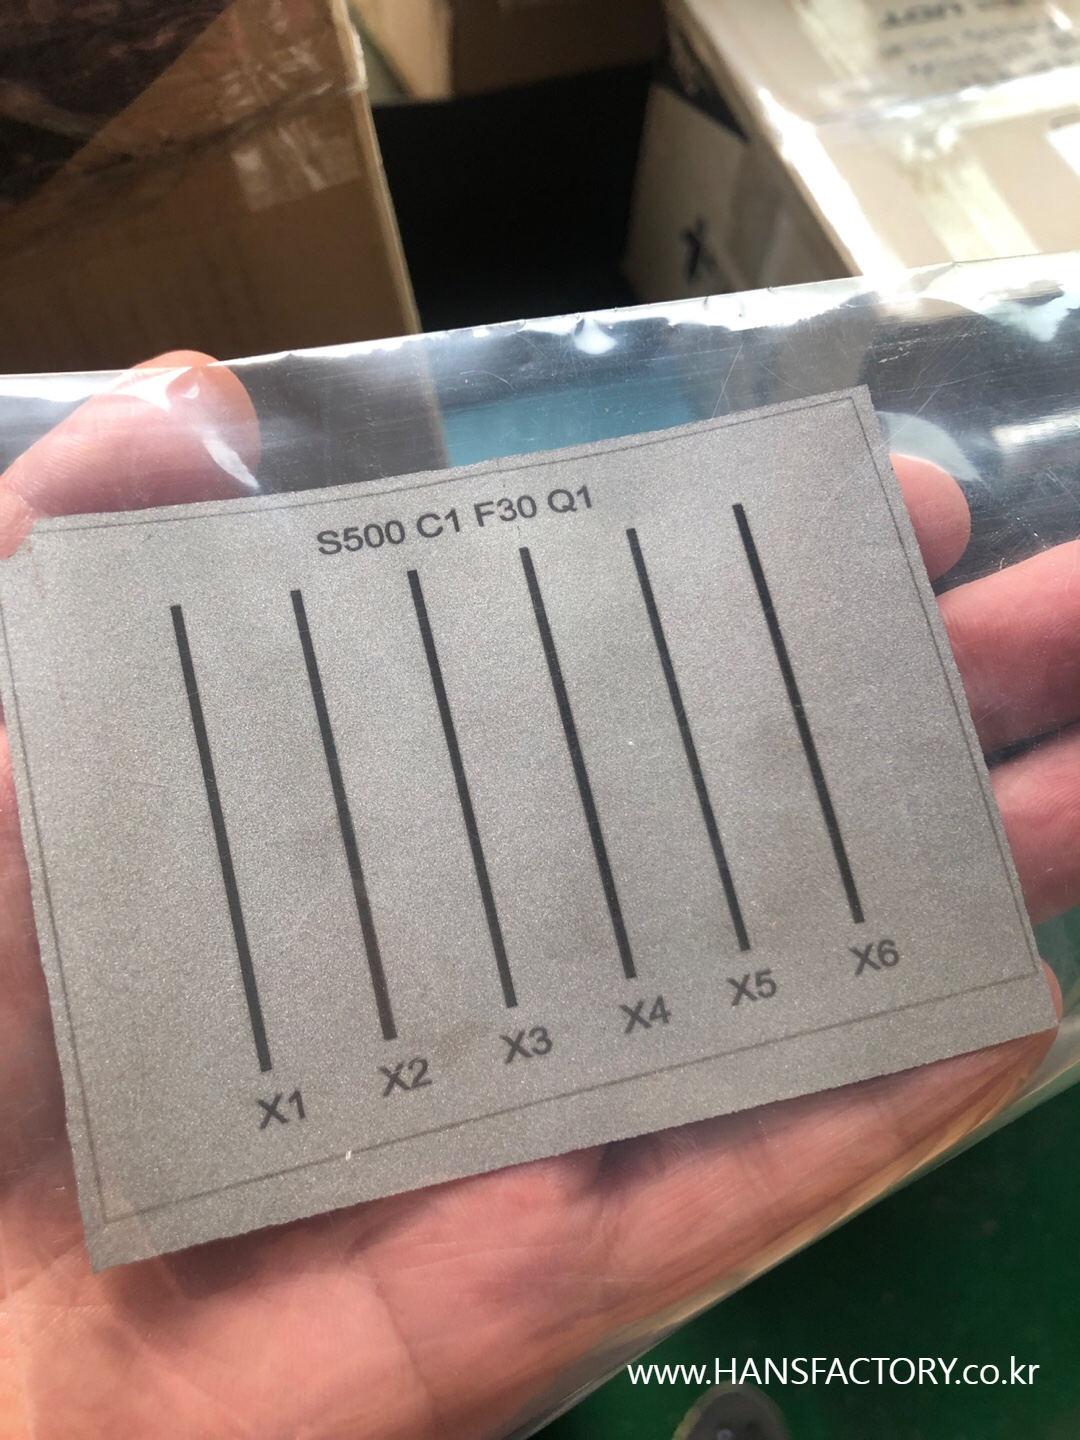 S500 C1 F30 Q1
X1 X2 X3 X4 X5 X6
www.HANSFACTORY.co.kr